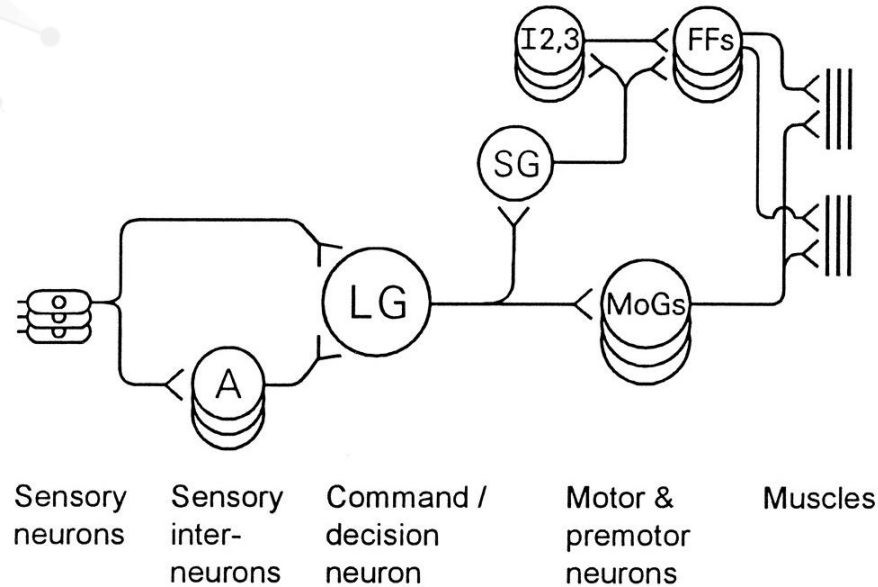 I2,3
FFs
SG
LG
MoGs
A
Sensory
neurons
Sensory
inter-
neurons
Command /
decision
neuron
Motor &
premotor
neurons
Muscles